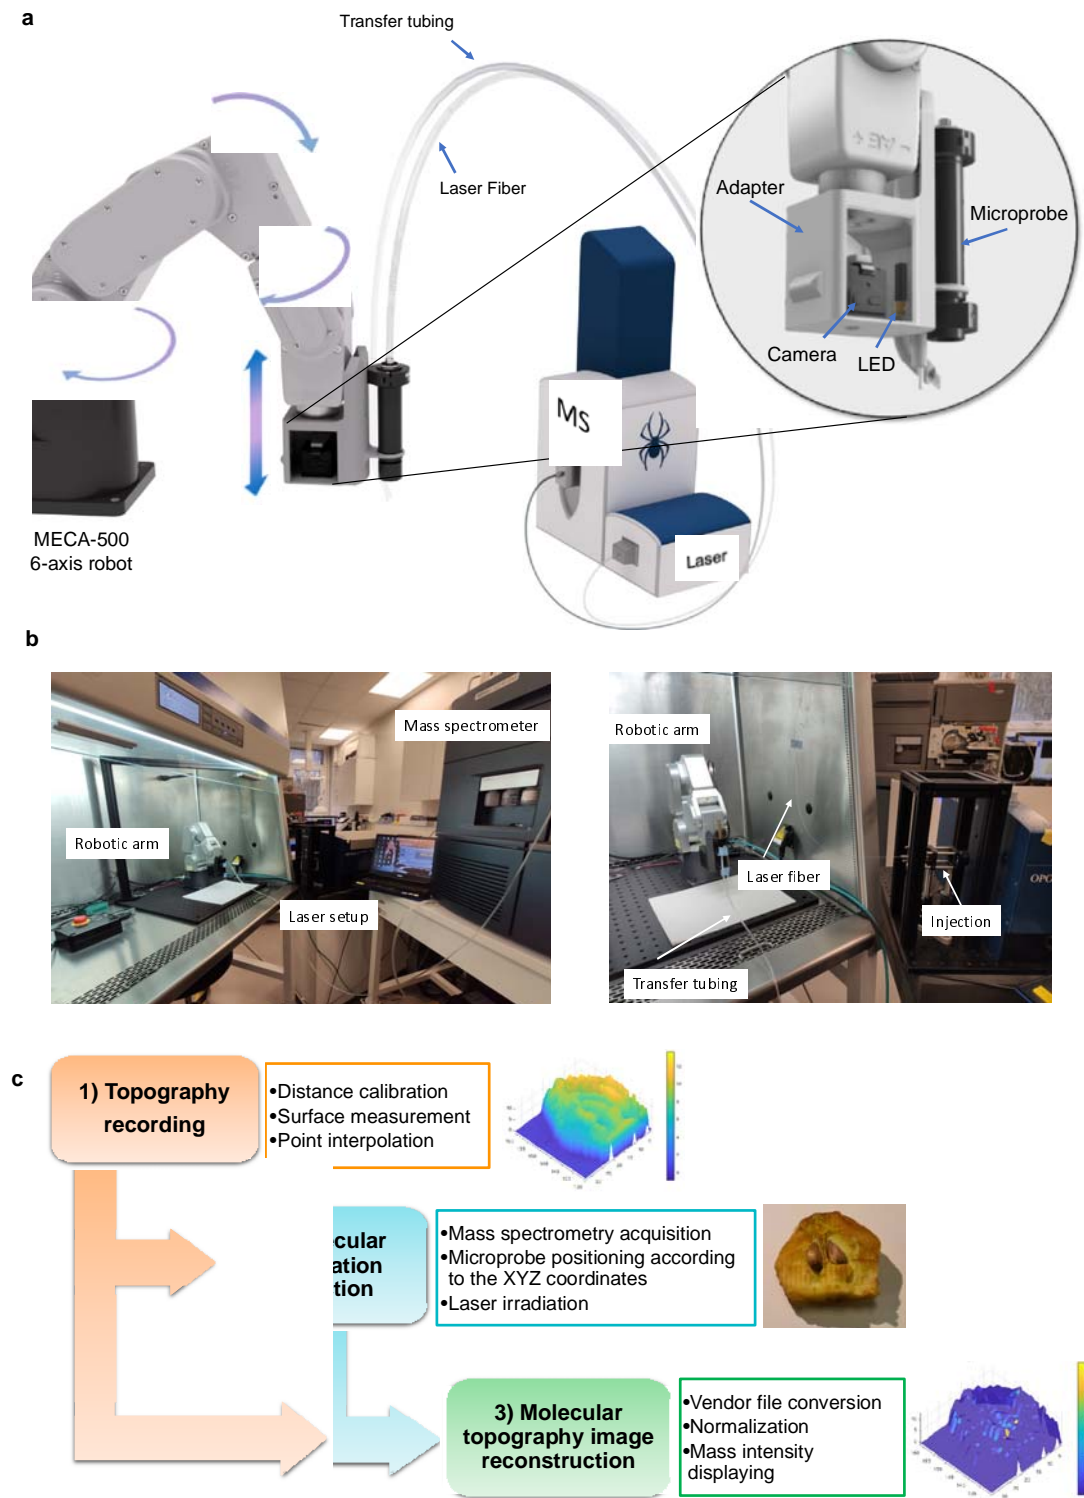 a
Transfer tubing
Laser Fiber
Adapter
Microprobe
Camera
LED
MS
Laser
MECA-500
6-axis robot
b
Mass spectrometer
Robotic arm
Laser setup
Robotic arm
Laser fiber
Injection
Transfer tubing
OPO
c
1) Topography
recording
•Distance calibration
•Surface measurement
•Point interpolation
cular
ation
tion
•Mass spectrometry acquisition
•Microprobe positioning according
to the XYZ coordinates
•Laser irradiation
3) Molecular
topography image
reconstruction
•Vendor file conversion
•Normalization
•Mass intensity
displaying